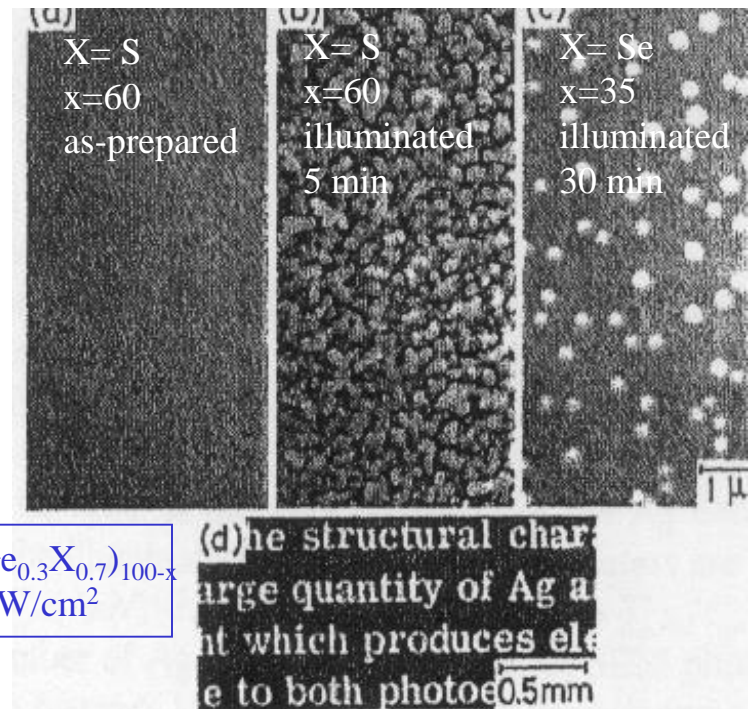 (a)
X= S
x=60
as-prepared
(b)
X= S
x=60
illuminated
5 min
(c)
X= Se
x=35
illuminated
30 min
1 μ
e0.3X0.7)100-x
W/cm2
(d)he structural char
arge quantity of Ag a
ht which produces ele
e to both photoe
0.5mm